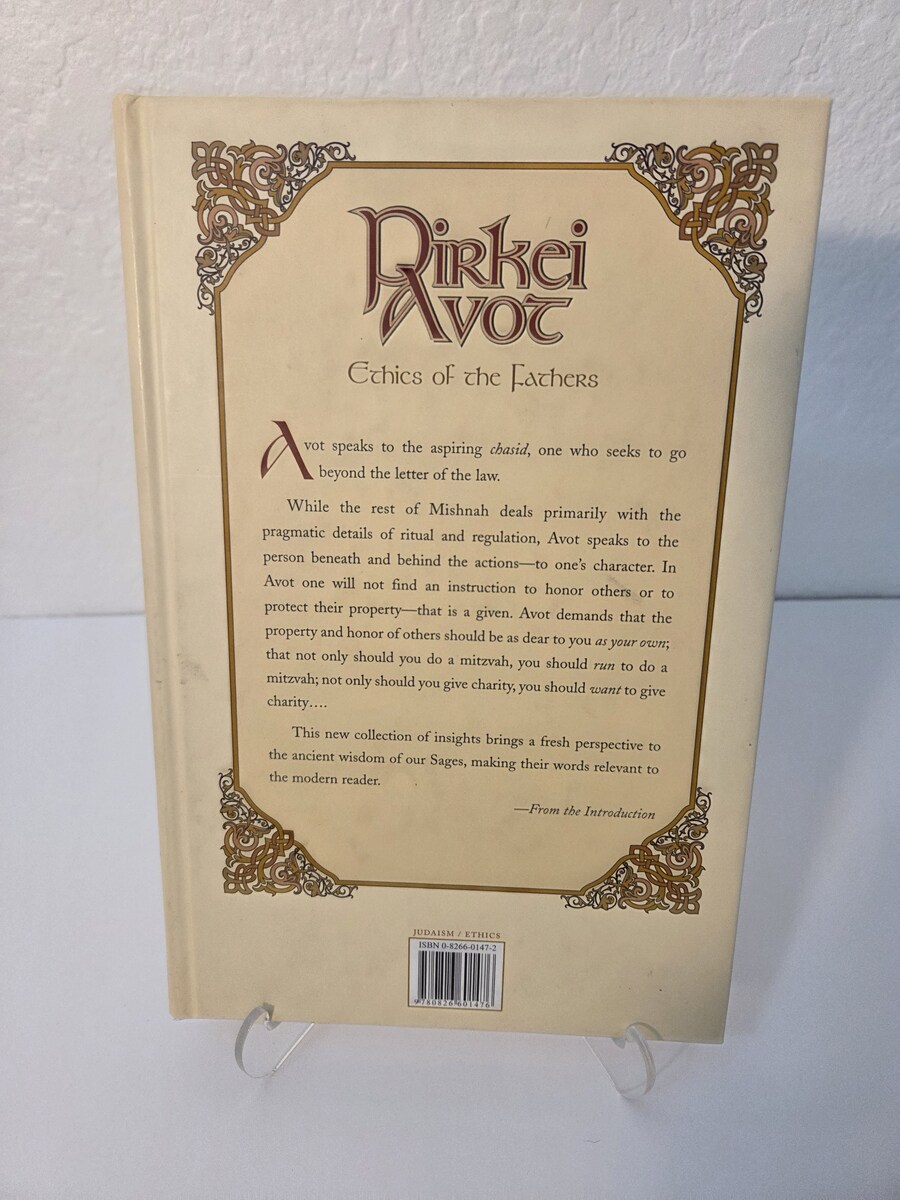 Pirkei
Avot
Ethics of the Fathers
Avot speaks to the aspiring chasid, one who seeks to go
beyond the letter of the law.
While the rest of Mishnah deals primarily with the
pragmatic details of ritual and regulation, Avot speaks to the
person beneath and behind the actions—to one's character. In
Avot one will not find an instruction to honor others or to
protect their property—that is a given. Avot demands that the
property and honor of others should be as dear to you as your own;
that not only should you do a mitzvah, you should run to do a
mitzvah; not only should you give charity, you should want to give
charity....
This new collection of insights brings a fresh perspective to
the ancient wisdom of our Sages, making their words relevant to
the modern reader.
—From the Introduction
JUDAISM / ETHICS
ISBN 0-8266-0147-2
9 780826 601476